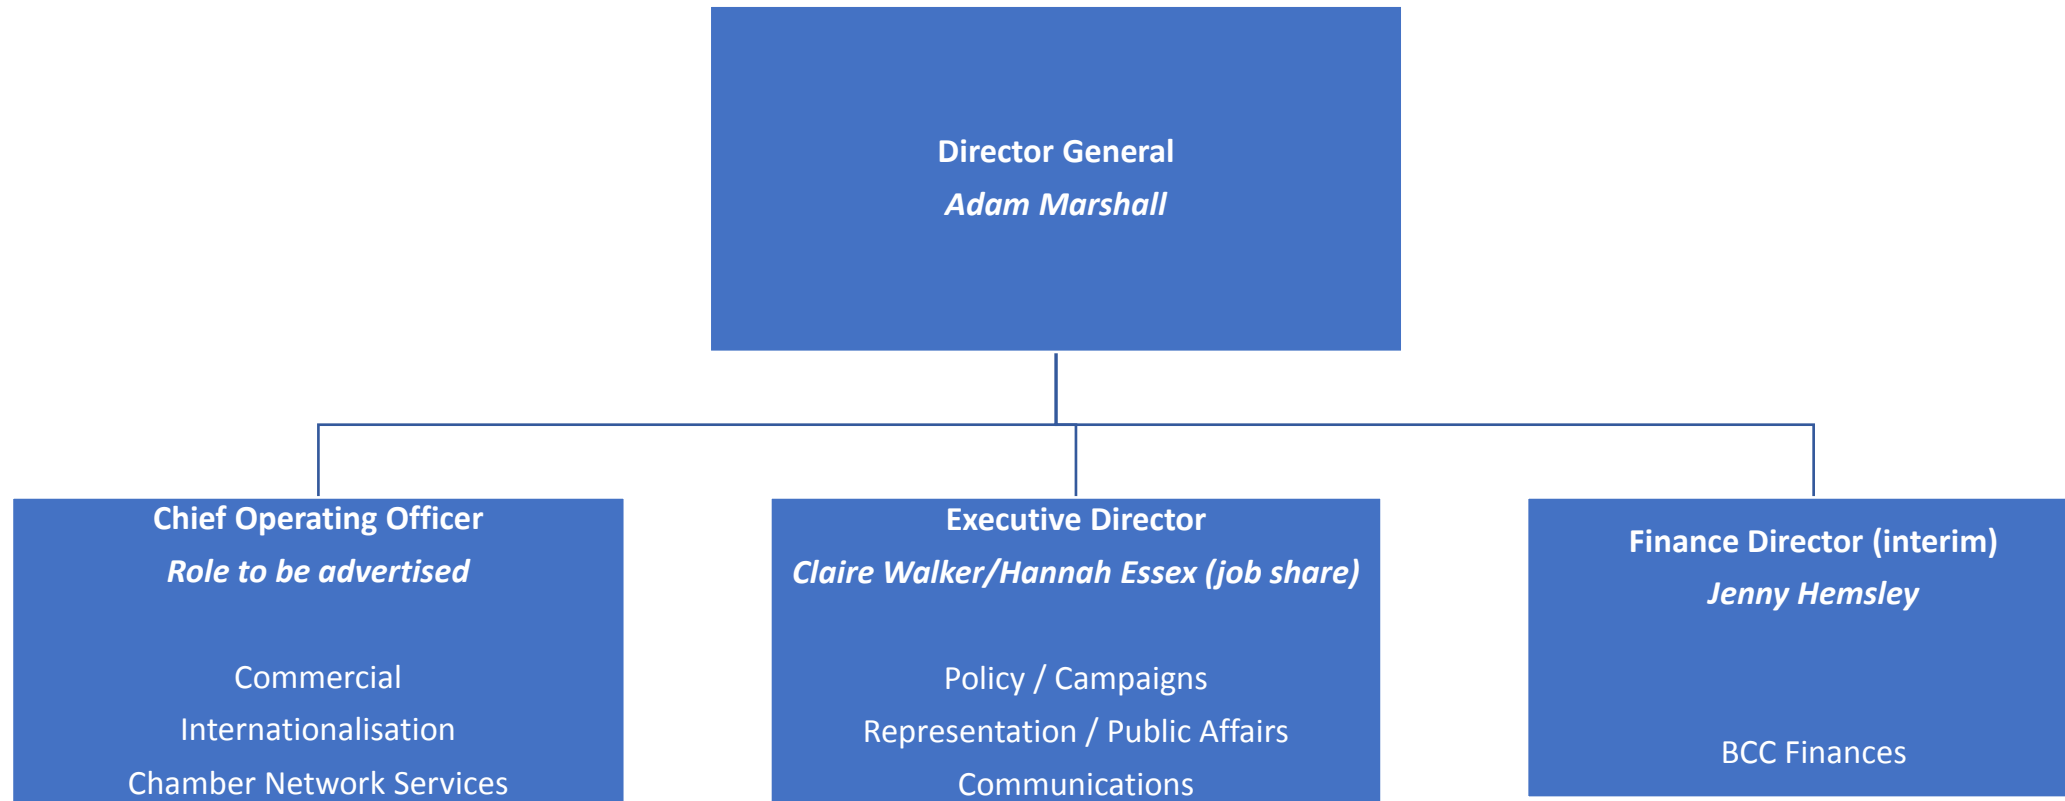 Director General
Adam Marshall
Chief Operating Officer
Role to be advertised
Commercial
Internationalisation
Chamber Network Services
Executive Director
Claire Walker/Hannah Essex (job share)
Policy / Campaigns
Representation / Public Affairs
Communications
Finance Director (interim)
Jenny Hemsley
BCC Finances